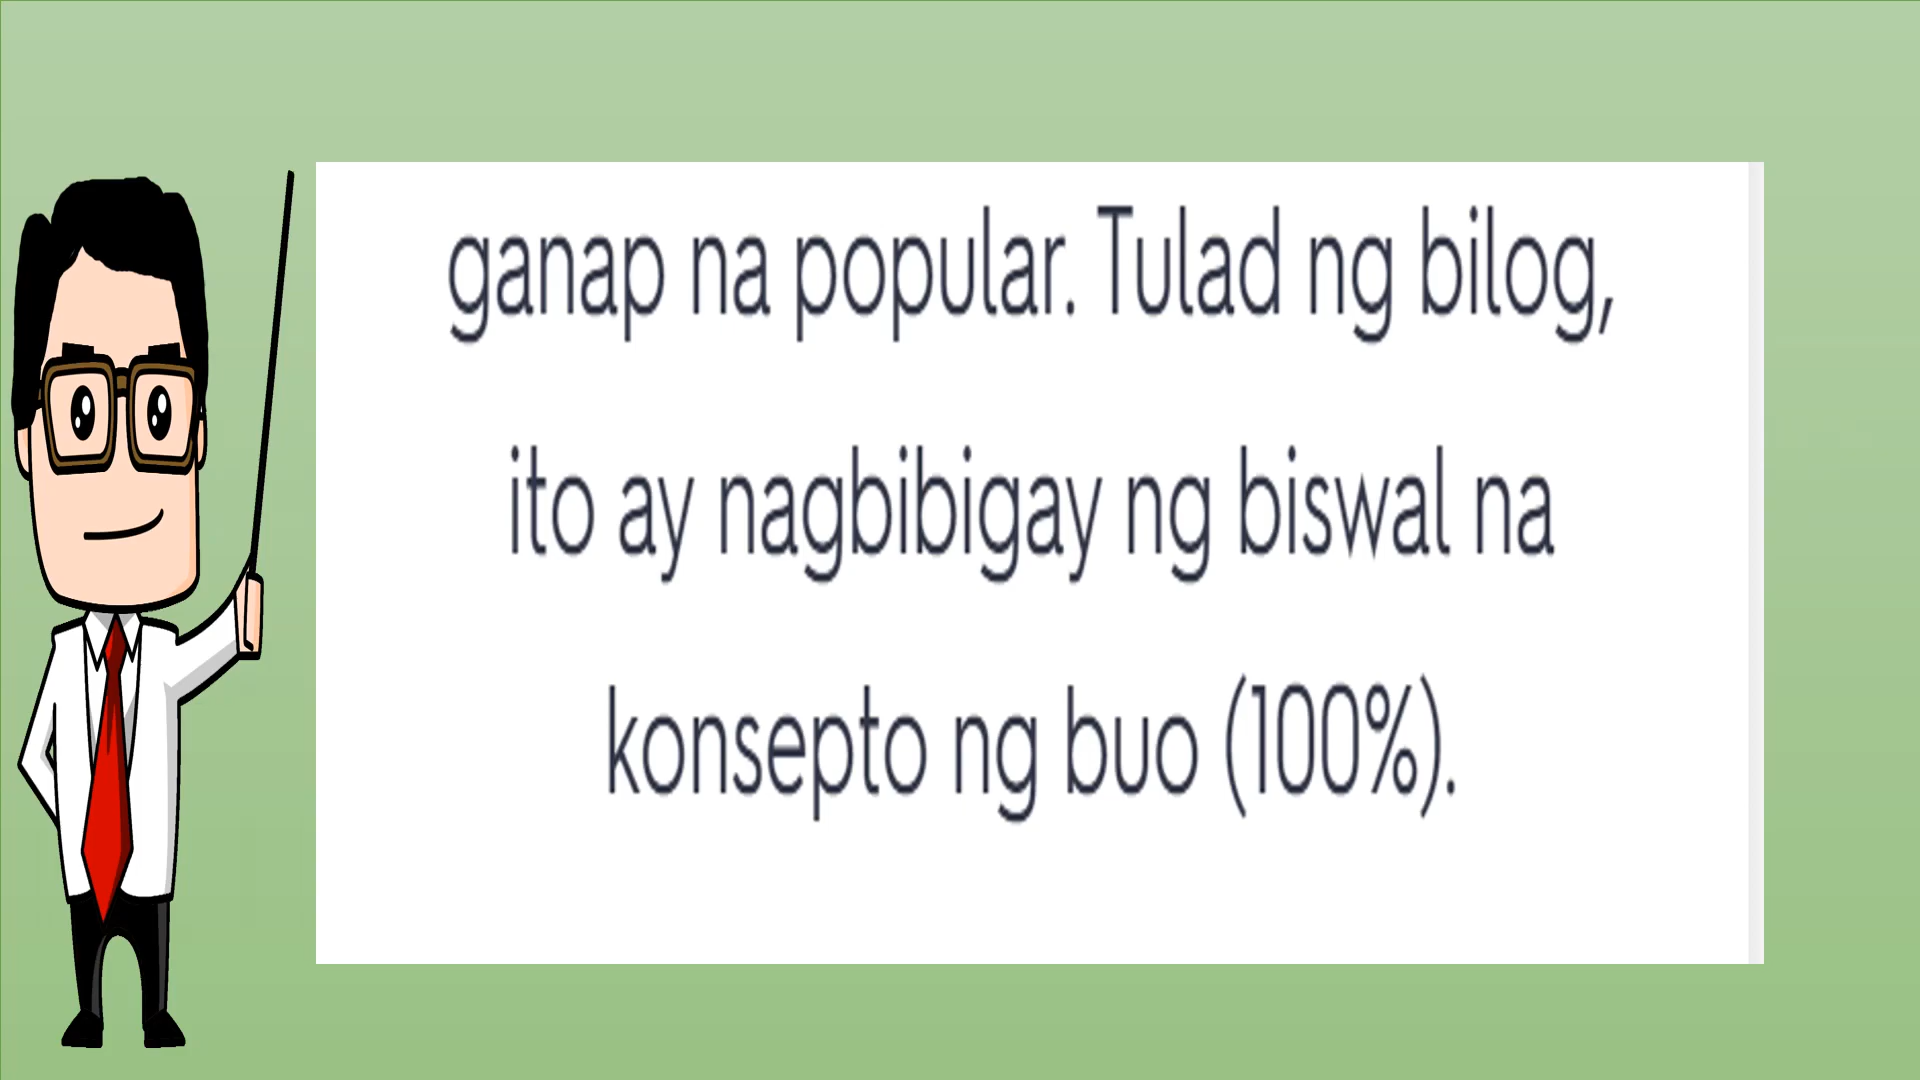 ganap na popular. Tulad ng bilog,
ito ay nagbibigay ng biswal na
konsepto ng buo (100%).